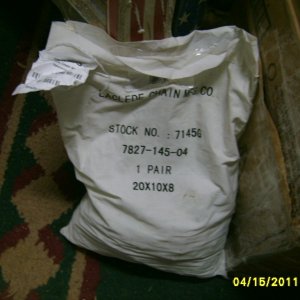 LACLEDE CHAIN MFG CO
STOCK NO. : 7145G
7827-145-04
1 PAIR
20X10X8
04/15/2011